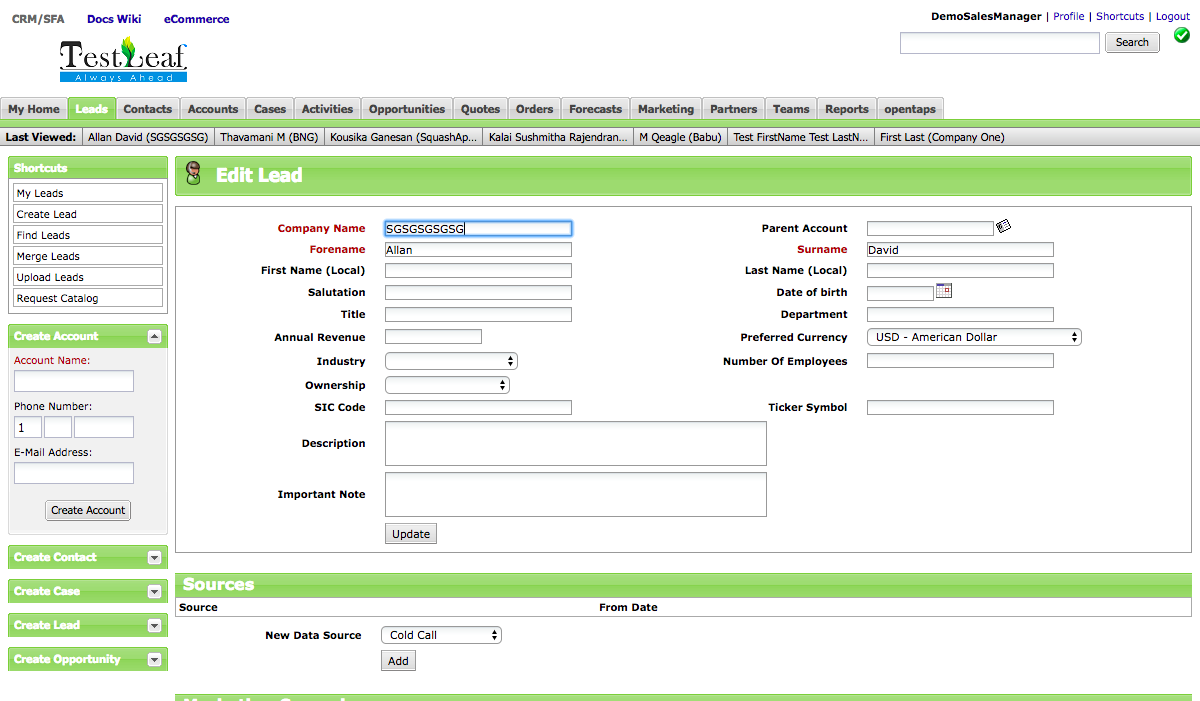 CRM/SFA Docs Wiki eCommerce
DemoSalesManager | Profile | Shortcuts | Logout
TestLeaf
Always Ahead
Search
My Home Leads Contacts Accounts Cases Activities Opportunities Quotes Orders Forecasts Marketing Partners Teams Reports opentaps
Last Viewed: Allan David (SGSGSGSG) Thavamani M (BNG) Kousika Ganesan (SquashAp... Kalai Sushmitha Rajendran... M Qeagle (Babu) Test FirstName Test LastN... First Last (Company One)
Shortcuts
My Leads
Create Lead
Find Leads
Merge Leads
Upload Leads
Request Catalog
Create Account
Account Name:
Phone Number:
1
E-Mail Address:
Create Account
Create Contact
Create Case
Create Lead
Create Opportunity
Edit Lead
Company Name SGSGSGSGSG Parent Account
Forename Allan Surname David
First Name (Local) Last Name (Local)
Salutation Date of birth
Title Department
Annual Revenue Preferred Currency USD - American Dollar
Industry Number Of Employees
Ownership
SIC Code Ticker Symbol
Description
Important Note
Update
Sources
Source From Date
New Data Source Cold Call
Add